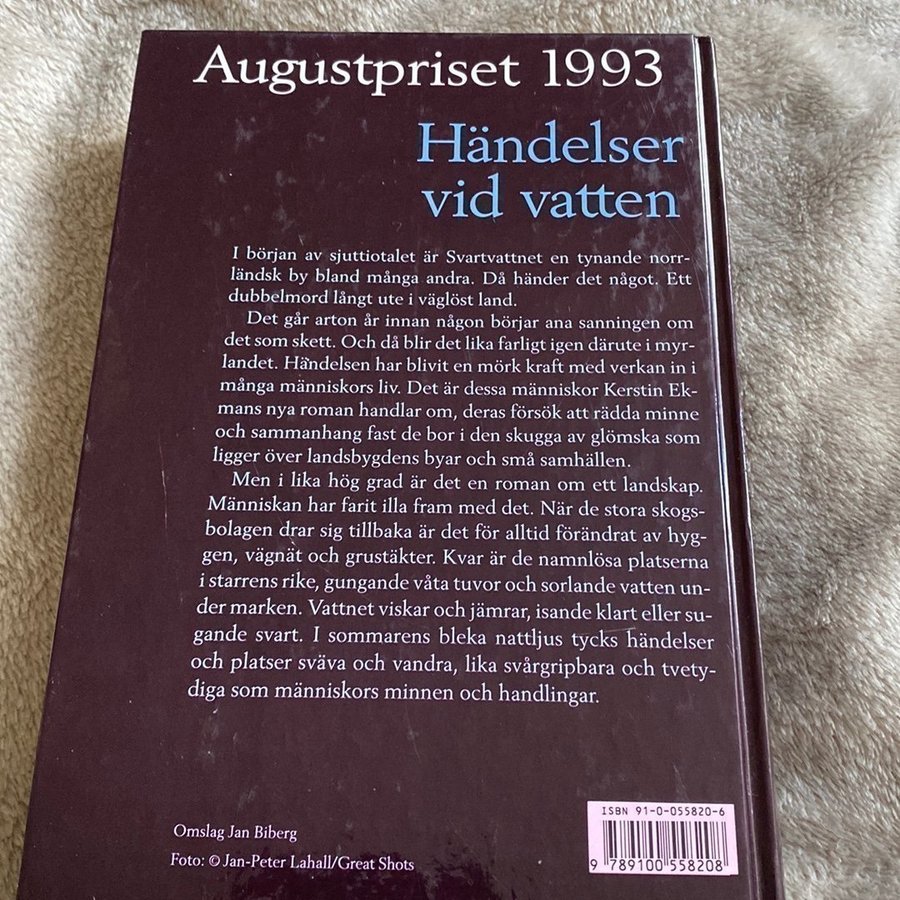 Augustpriset 1993
Händelser
vid vatten
I början av sjuttiotalet är Svartvattnet en tynande norr-
ländsk by bland många andra. Då händer det något. Ett
dubbelmord långt ute i väglöst land.
Det går arton år innan någon börjar ana sanningen om
det som skett. Och då blir det lika farligt igen därute i myr-
landet. Händelsen har blivit en mörk kraft med verkan in i
många människors liv. Det är dessa människor Kerstin Ek-
mans nya roman handlar om, deras försök att rädda minne
och sammanhang fast de bor i den skugga av glömska som
ligger över landsbygdens byar och små samhällen.
Men i lika hög grad är det en roman om ett landskap.
Människan har farit illa fram med det. När de stora skogs-
bolagen drar sig tillbaka är det för alltid förändrat av hyg-
gen, vägnät och grustäkter. Kvar är de namnlösa platserna
i starrens rike, gungande våta tuvor och sorlande vatten un-
der marken. Vattnet viskar och jämrar, isande klart eller su-
gande svart. I sommarens bleka nattljus tycks händelser
och platser sväva och vandra, lika svårgripbara och tvety-
diga som människors minnen och handlingar.
Omslag Jan Biberg
Foto: © Jan-Peter Lahall/Great Shots
ISBN 91-0-055820-6
9 789100 558208